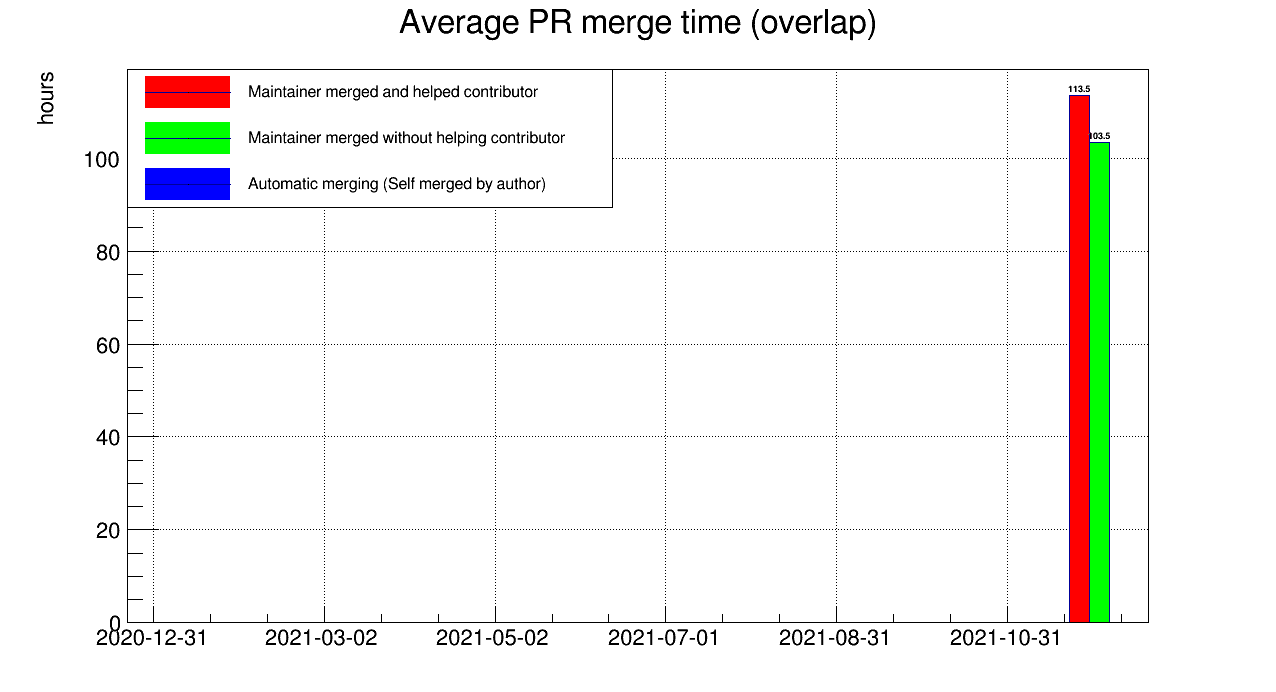 Average PR merge time (overlap)
hours
Maintainer merged and helped contributor
Maintainer merged without helping contributor
Automatic merging (Self merged by author)
113.5
103.5
100
80
60
40
20
0
2020-12-31 2021-03-02 2021-05-02 2021-07-01 2021-08-31 2021-10-31